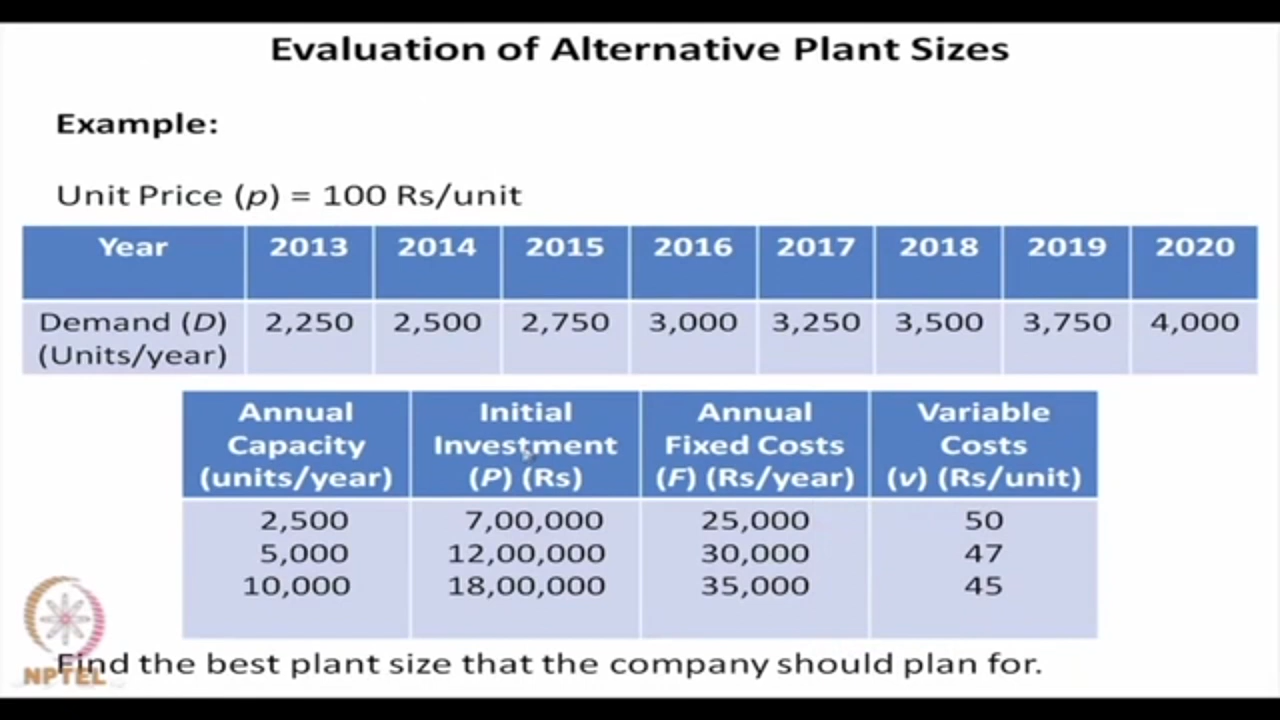 Evaluation of Alternative Plant Sizes
Example:
Unit Price (p) = 100 Rs/unit
Year 2013 2014 2015 2016 2017 2018 2019 2020
Demand (D) 2,250 2,500 2,750 3,000 3,250 3,500 3,750 4,000
(Units/year)
Annual Initial Annual Variable
Capacity Investment Fixed Costs Costs
(units/year) (P) (Rs) (F) (Rs/year) (v) (Rs/unit)
2,500 7,00,000 25,000 50
5,000 12,00,000 30,000 47
10,000 18,00,000 35,000 45
Find the best plant size that the company should plan for.
NPTEL